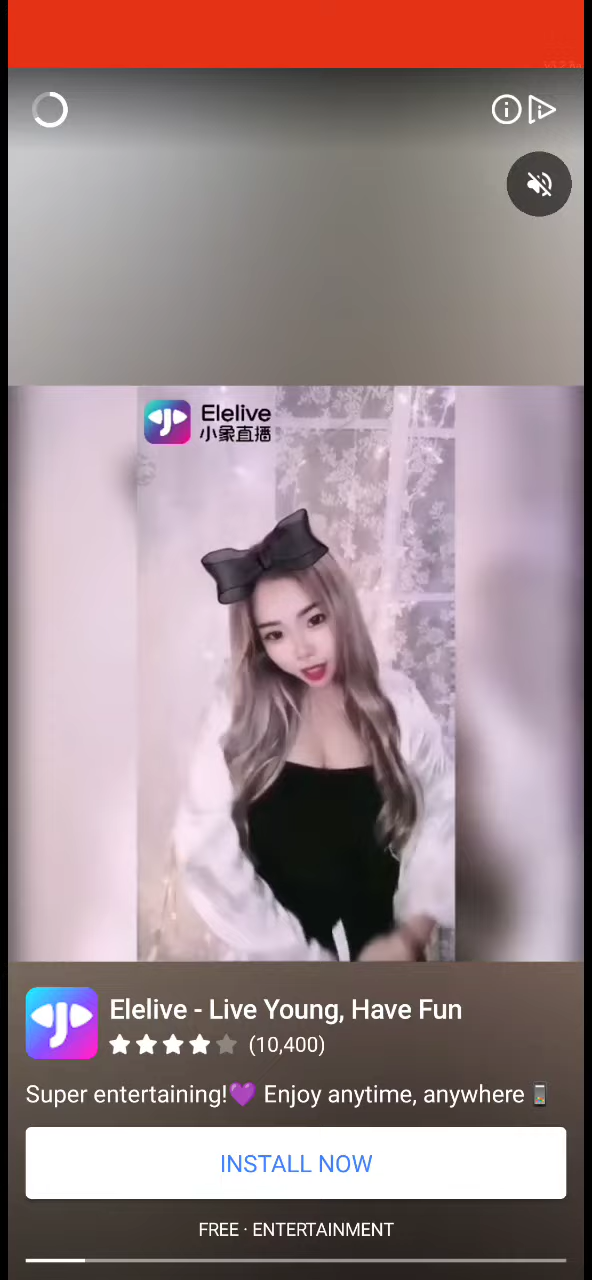 Elelive
小象直播
Elelive - Live Young, Have Fun
(10,400)
Super entertaining!💜 Enjoy anytime, anywhere📱
INSTALL NOW
FREE · ENTERTAINMENT